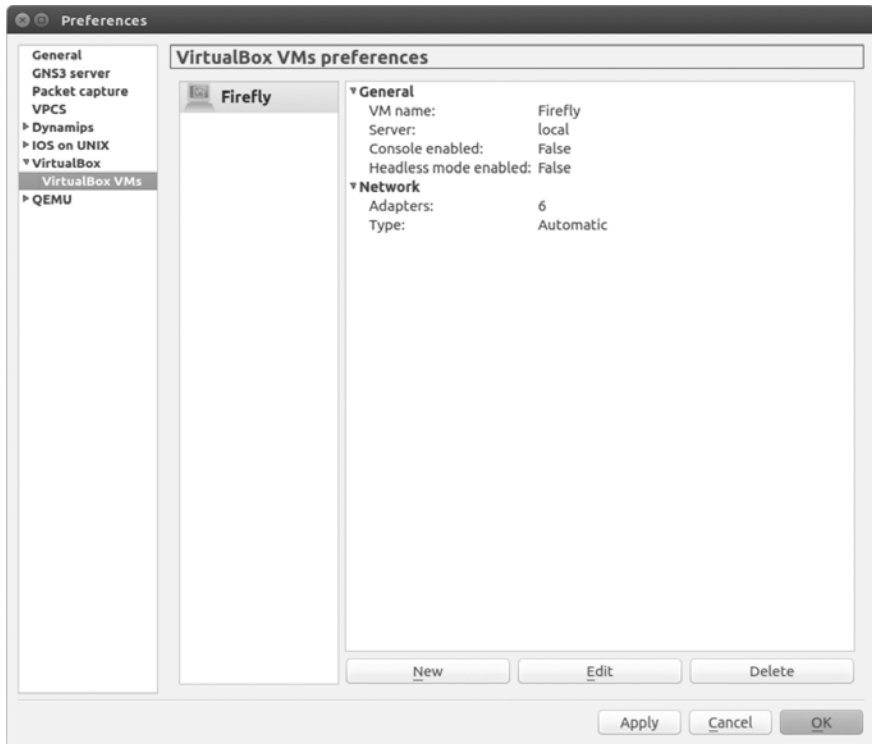 Preferences
General
GNS3 server
Packet capture
VPCS
Dynamips
IOS on UNIX
VirtualBox
VirtualBox VMs
QEMU
VirtualBox VMs preferences
Firefly
General
VM name: Firefly
Server: local
Console enabled: False
Headless mode enabled: False
Network
Adapters: 6
Type: Automatic
New Edit Delete
Apply Cancel OK